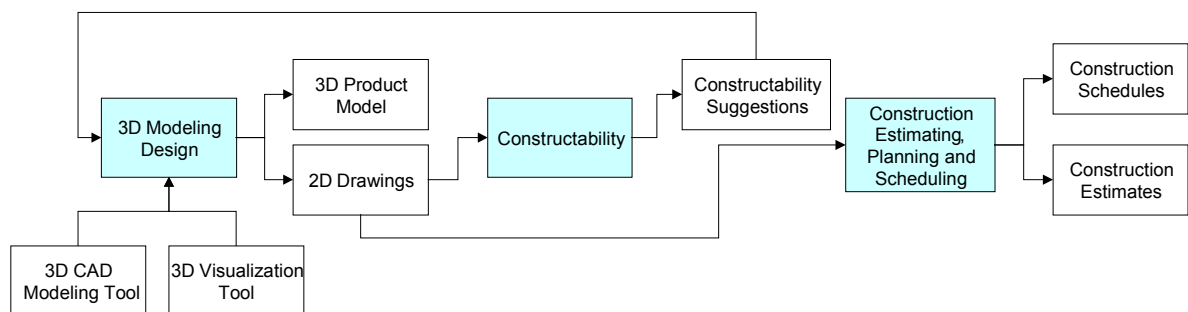 3D Modeling
Design
3D Product
Model
2D Drawings
Constructability
Constructability
Suggestions
Construction
Estimating,
Planning and
Scheduling
Construction
Schedules
Construction
Estimates
3D CAD
Modeling Tool
3D Visualization
Tool